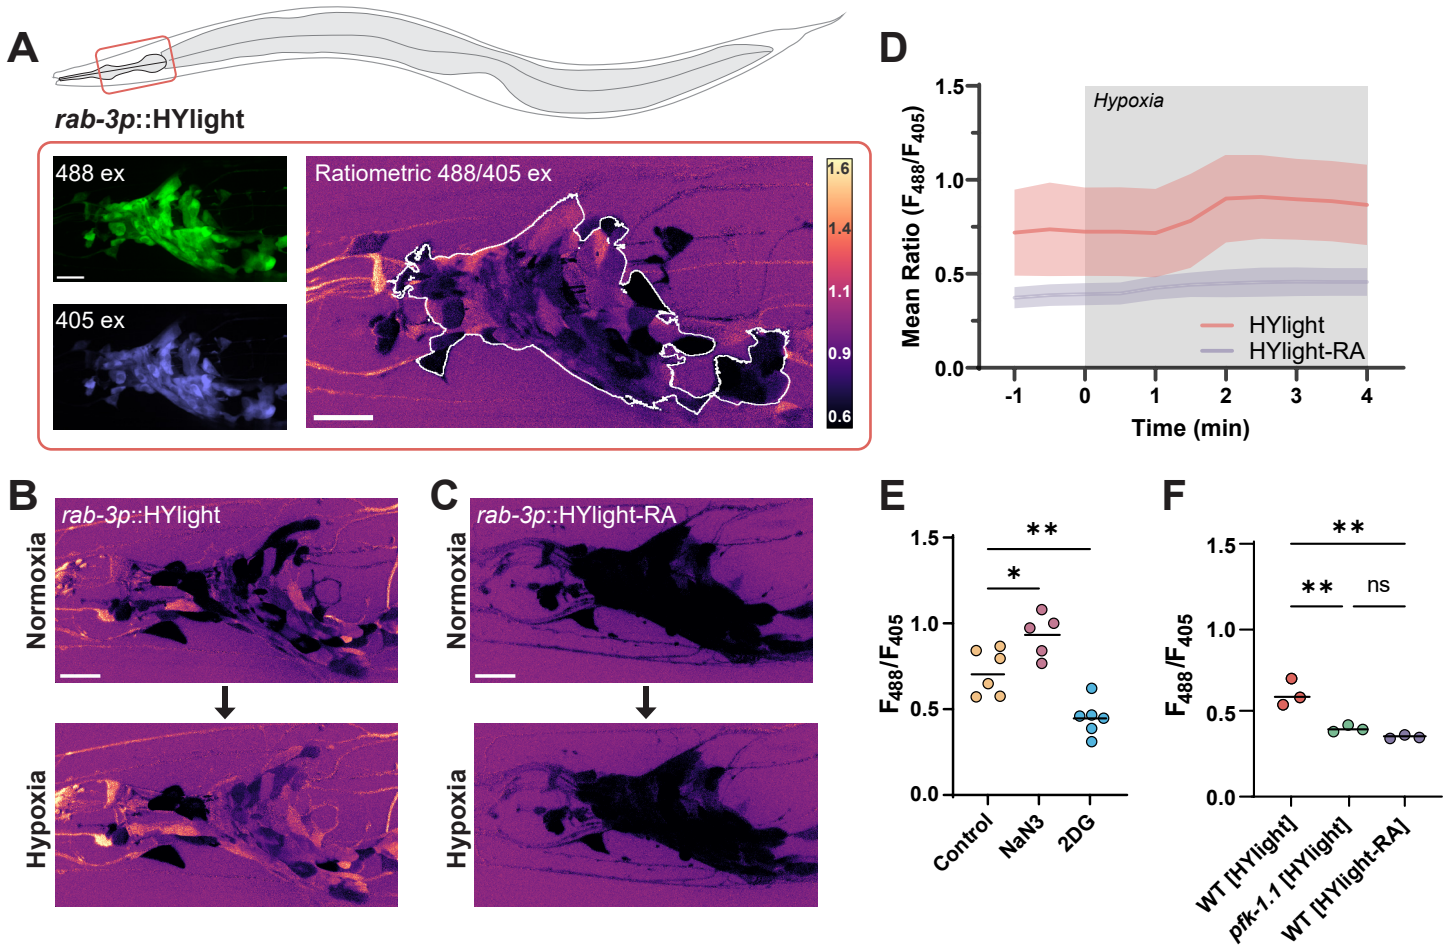 A
rab-3p::HYlight
488 ex
405 ex
Ratiometric 488/405 ex
1.6
1.4
1.1
0.9
0.6
B
Normoxia
rab-3p::HYlight
Hypoxia
C
Normoxia
rab-3p::HYlight-RA
Hypoxia
D
Mean Ratio (F488/F405)
1.5
1.0
0.5
0.0
Hypoxia
HYlight
HYlight-RA
-1 0 1 2 3 4
Time (min)
E
F488/F405
1.5
1.0
0.5
0.0
**
*
Control
NaN3
2DG
F
F488/F405
1.5
1.0
0.5
0.0
**
**
ns
WT [HYlight]
pfk-1.1 [HYlight]
WT [HYlight-RA]